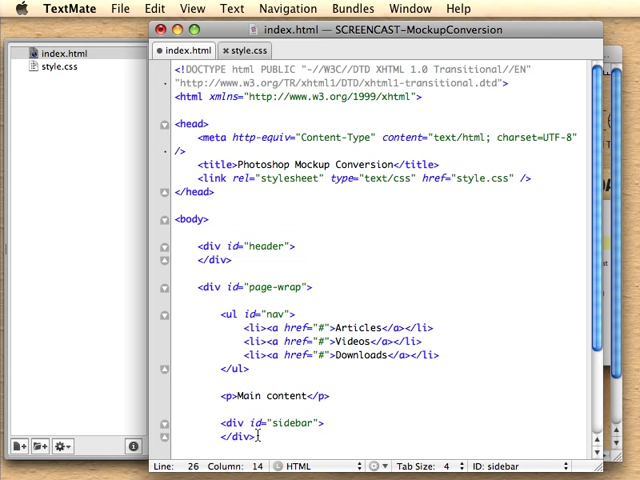 TextMate File Edit View Text Navigation Bundles Window Help
index.html — SCREENCAST-MockupConversion
index.html
style.css
index.html
style.css
<!DOCTYPE html PUBLIC "-//W3C//DTD XHTML 1.0 Transitional//EN"
"http://www.w3.org/TR/xhtml1/DTD/xhtml1-transitional.dtd">
<html xmlns="http://www.w3.org/1999/xhtml">
<head>
<meta http-equiv="Content-Type" content="text/html; charset=UTF-8"
/>
<title>Photoshop Mockup Conversion</title>
<link rel="stylesheet" type="text/css" href="style.css" />
</head>
<body>
<div id="header">
</div>
<div id="page-wrap">
<ul id="nav">
<li><a href="#">Articles</a></li>
<li><a href="#">Videos</a></li>
<li><a href="#">Downloads</a></li>
</ul>
<p>Main content</p>
<div id="sidebar">
</div>
Line: 26 Column: 14 HTML Tab Size: 4 ID: sidebar